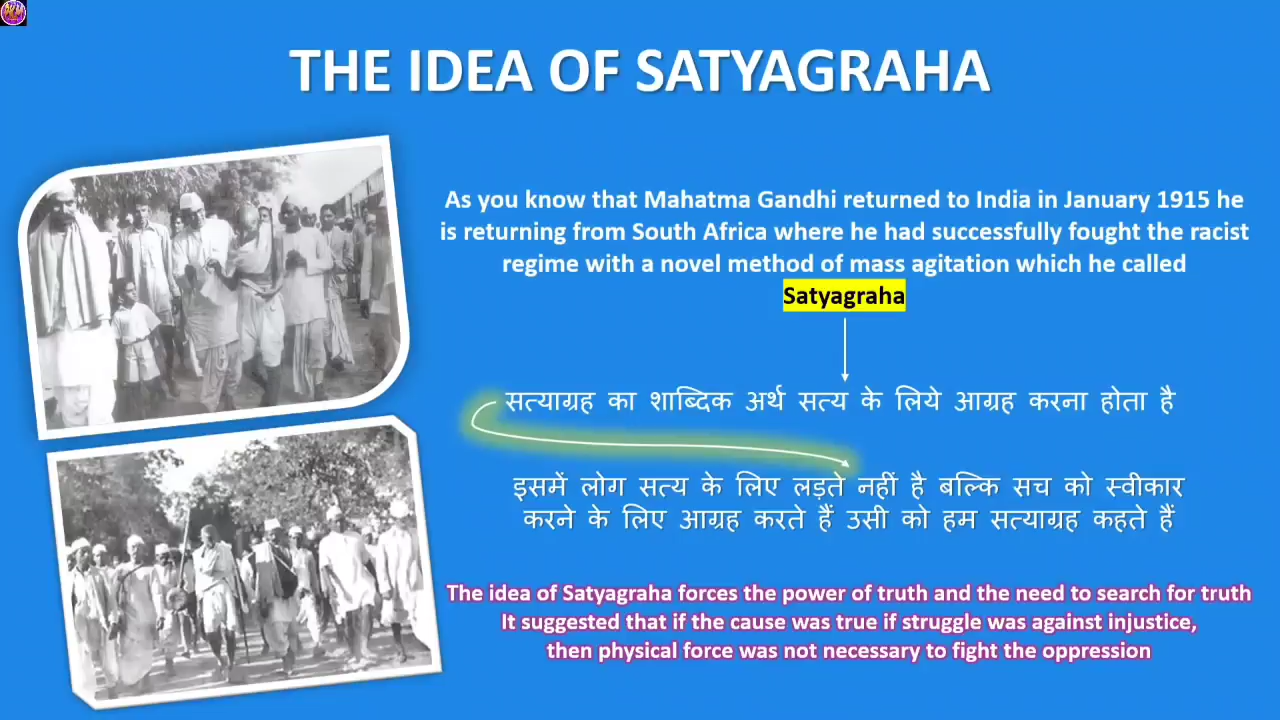 PKM
THE IDEA OF SATYAGRAHA
As you know that Mahatma Gandhi returned to India in January 1915 he
is returning from South Africa where he had successfully fought the racist
regime with a novel method of mass agitation which he called
Satyagraha
सत्याग्रह का शाब्दिक अर्थ सत्य के लिये आग्रह करना होता है
इसमें लोग सत्य के लिए लड़ते नहीं है बल्कि सच को स्वीकार
करने के लिए आग्रह करते हैं उसी को हम सत्याग्रह कहते हैं
The idea of Satyagraha forces the power of truth and the need to search for truth
It suggested that if the cause was true if struggle was against injustice,
then physical force was not necessary to fight the oppression